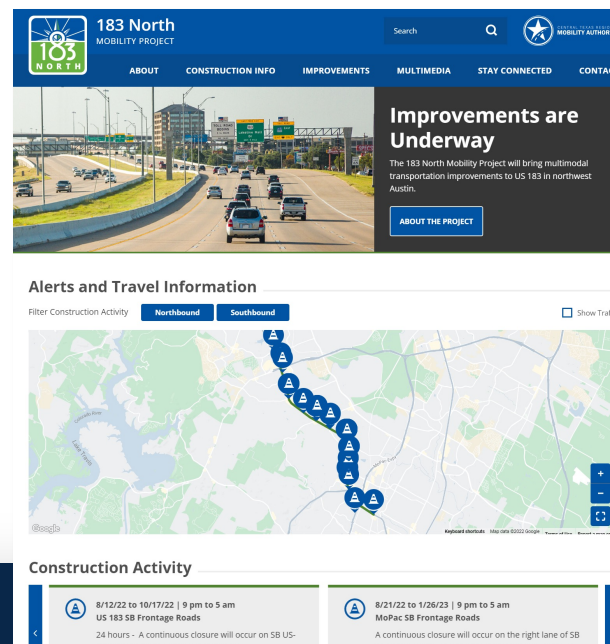 183
NORTH
183 North
MOBILITY PROJECT
Search
MOBILITY AUTHOR
ABOUT
CONSTRUCTION INFO
IMPROVEMENTS
MULTIMEDIA
STAY CONNECTED
CONTAC
Improvements are
Underway
The 183 North Mobility Project will bring multimodal
transportation improvements to US 183 in northwest
Austin.
ABOUT THE PROJECT
Alerts and Travel Information
Filter Construction Activity
Northbound
Southbound
Show Traf
Google
Keyboard shortcuts
Map data ©2022 Google
Construction Activity
8/12/22 to 10/17/22 | 9 pm to 5 am
US 183 SB Frontage Roads
24 hours - A continuous closure will occur on SB US-
8/21/22 to 1/26/23 | 9 pm to 5 am
MoPac SB Frontage Roads
A continuous closure will occur on the right lane of SB